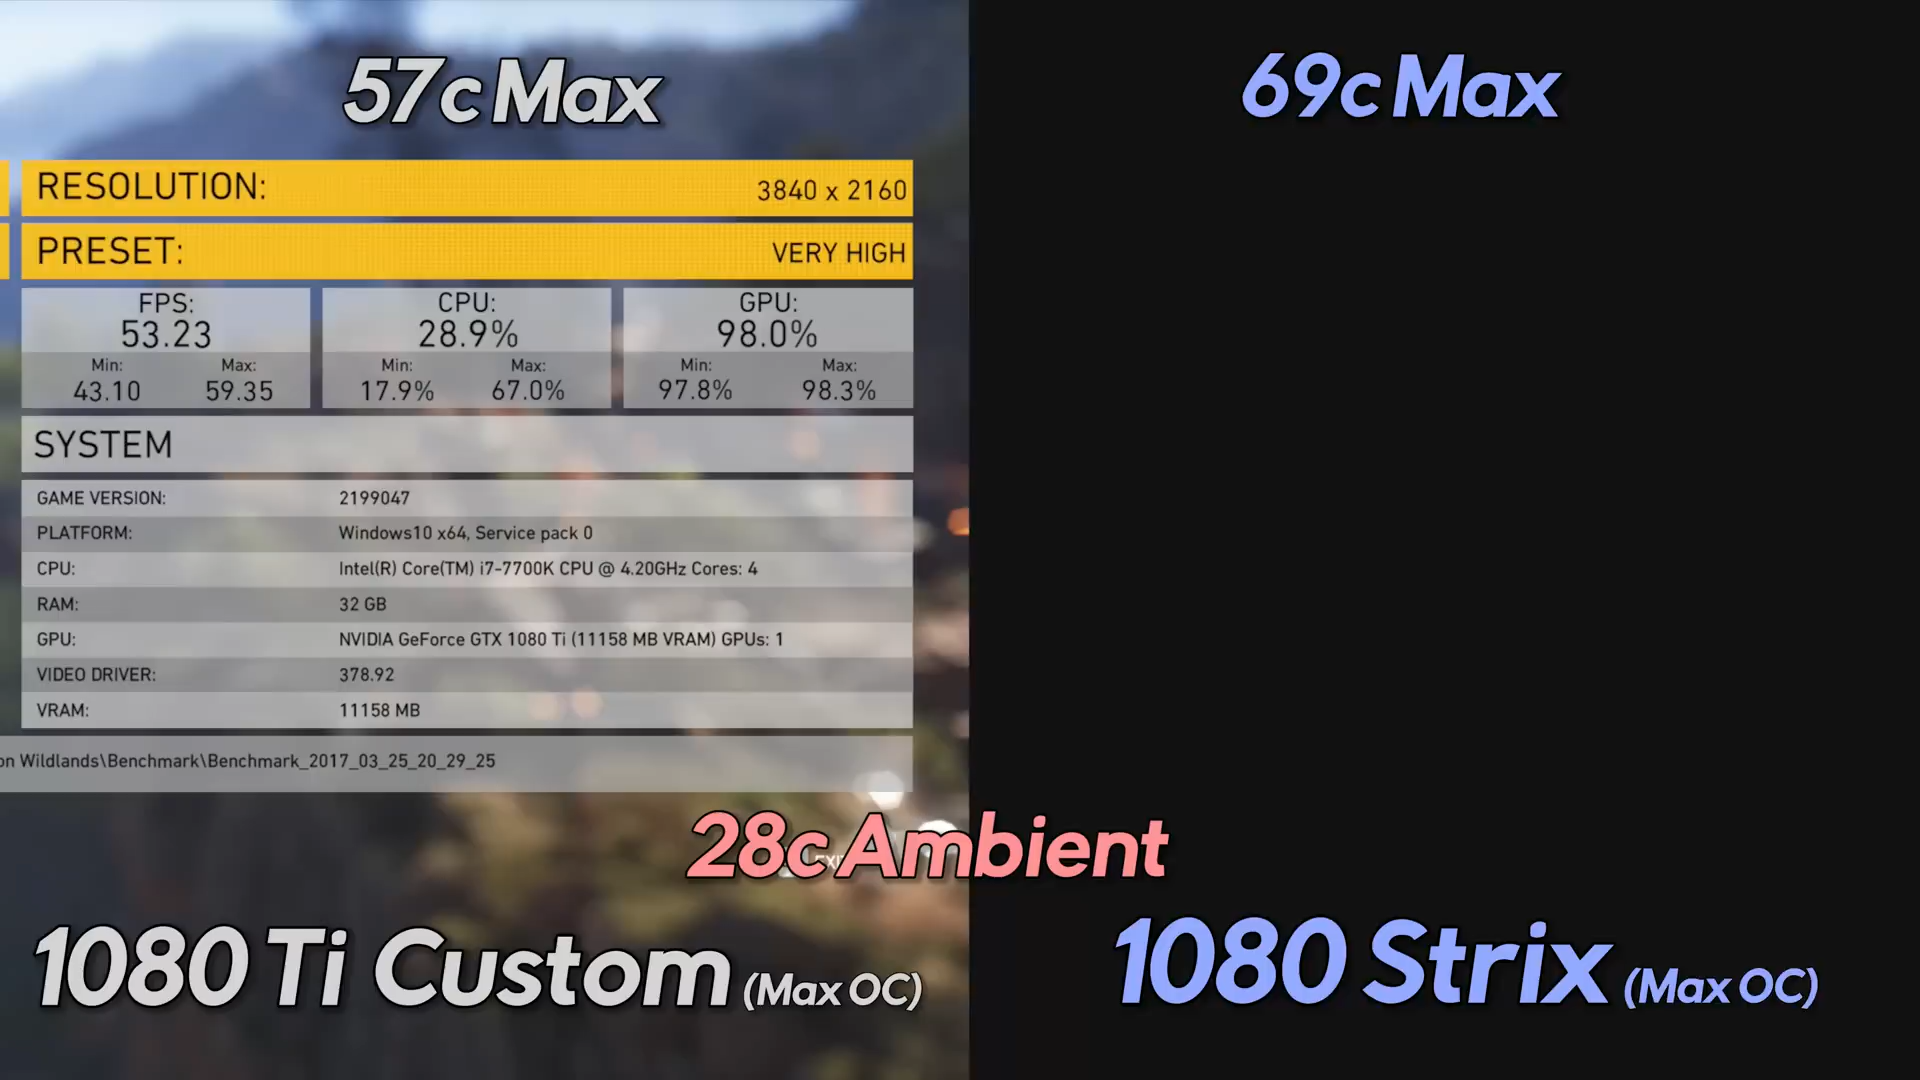 57c Max
69c Max
RESOLUTION: 3840 x 2160
PRESET: VERY HIGH
FPS: CPU: GPU:
53.23 28.9% 98.0%
Min: Max: Min: Max: Min: Max:
43.10 59.35 17.9% 67.0% 97.8% 98.3%
SYSTEM
GAME VERSION: 2199047
PLATFORM: Windows10 x64, Service pack 0
CPU: Intel(R) Core(TM) i7-7700K CPU @ 4.20GHz Cores: 4
RAM: 32 GB
GPU: NVIDIA GeForce GTX 1080 Ti (11158 MB VRAM) GPUs: 1
VIDEO DRIVER: 378.92
VRAM: 11158 MB
on Wildlands\Benchmark\Benchmark_2017_03_25_20_29_25
28c Ambient
1080 Ti Custom (Max OC)
1080 Strix (Max OC)